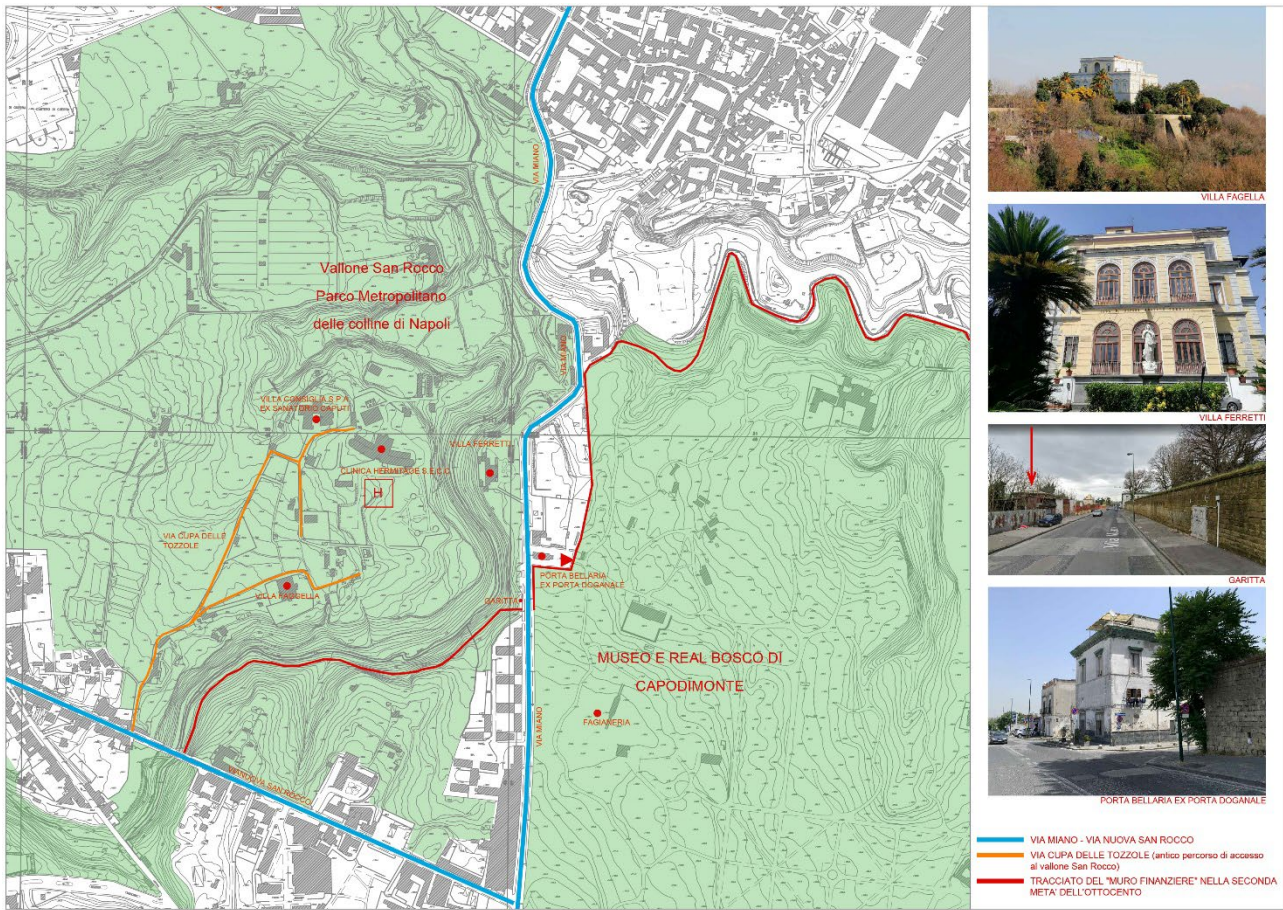 VIA MIANO
Vallone San Rocco
Parco Metropolitano
delle colline di Napoli
VIA MIANO
VILLA CONSIGLIA S.P.A.
EX SANATORIO CAPUTI
VILLA FERRETTI
CLINICA HERMITAGE S.E.C.C
H
VIA CUPA DELLE
TOZZOLE
VILLA FAGGELLA
PORTA BELLARIA
EX PORTA DOGANALE
GARITTA
MUSEO E REAL BOSCO DI
CAPODIMONTE
FAGIANERIA
VIA MIANO
VIA NUOVA SAN ROCCO
VILLA FAGELLA
VILLA FERRETTI
GARITTA
PORTA BELLARIA EX PORTA DOGANALE
VIA MIANO - VIA NUOVA SAN ROCCO
VIA CUPA DELLE TOZZOLE (antico percorso di accesso
al vallone San Rocco)
TRACCIATO DEL "MURO FINANZIERE" NELLA SECONDA
META' DELL'OTTOCENTO